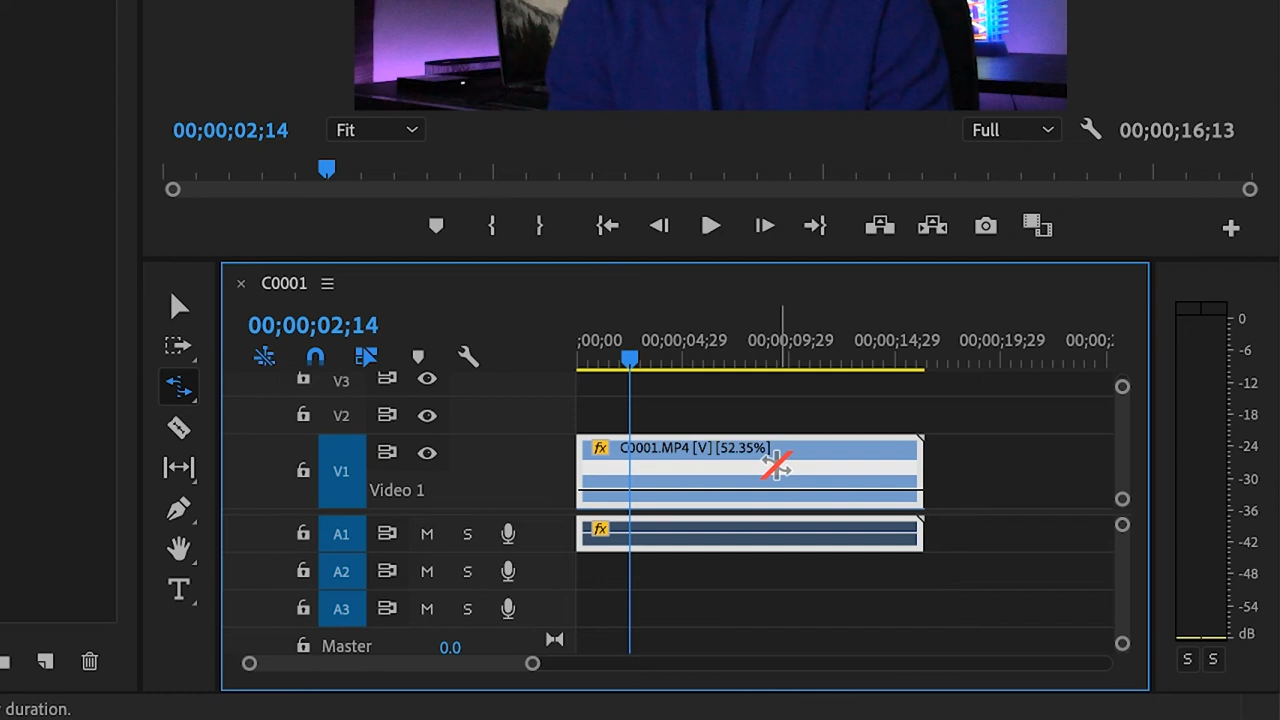 00;00;02;14
Fit
Full
00;00;16;13
C0001
00;00;02;14
;00;00
00;00;04;29
00;00;09;29
00;00;14;29
00;00;19;29
00;00;
V3
V2
fx C0001.MP4 [V] [52.35%]
V1
Video 1
fx
A1 M S
A2 M S
A3 M S
Master 0.0
0
-6
-12
-18
-24
-30
-36
-42
-48
-54
dB
S S
T
duration.